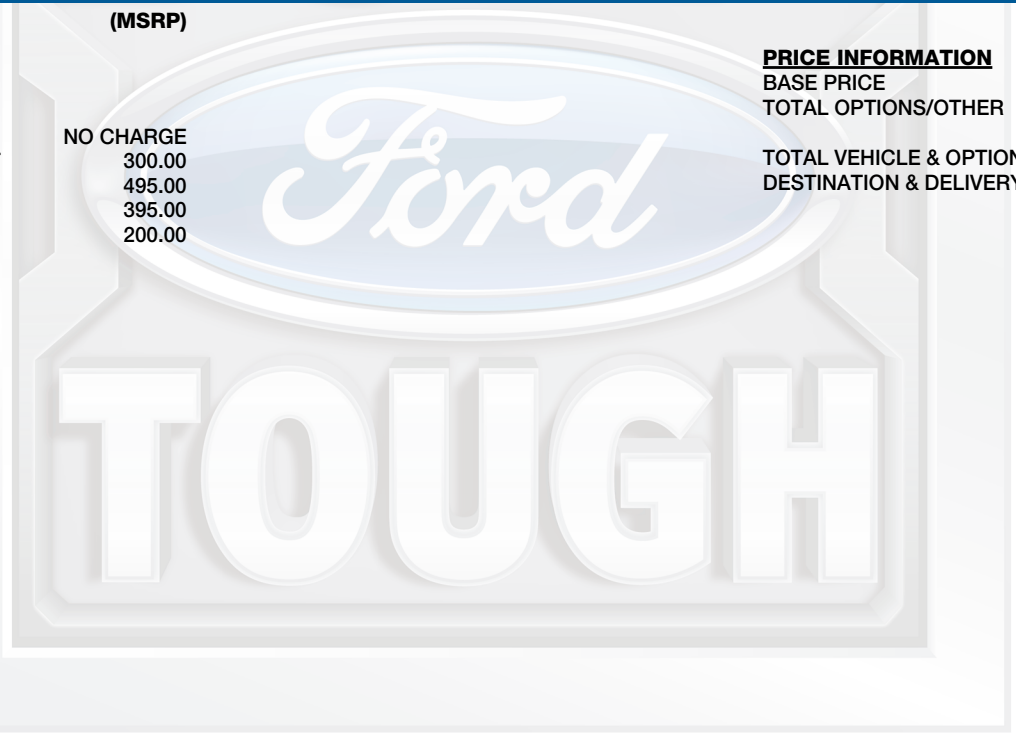 (MSRP)
NO CHARGE
300.00
495.00
395.00
200.00
PRICE INFORMATION
BASE PRICE
TOTAL OPTIONS/OTHER
TOTAL VEHICLE & OPTION
DESTINATION & DELIVERY
Ford
TOUGH